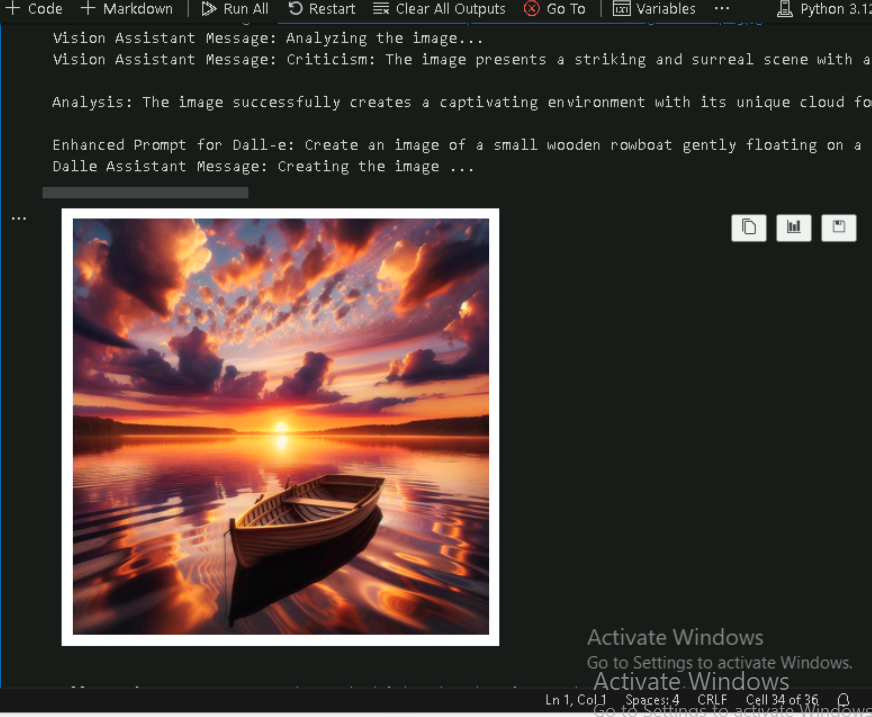 Code Markdown Run All Restart Clear All Outputs Go To Variables ... Python 3.12
Vision Assistant Message: Analyzing the image...
Vision Assistant Message: Criticism: The image presents a striking and surreal scene with a
Analysis: The image successfully creates a captivating environment with its unique cloud fo
Enhanced Prompt for Dall-e: Create an image of a small wooden rowboat gently floating on a
Dalle Assistant Message: Creating the image ...
...
Activate Windows
Go to Settings to activate Windows.
Activate Windows
Ln 1, Col 1 Spaces: 4 CRLF Cell 34 of 36
Go to Settings to activate Windows